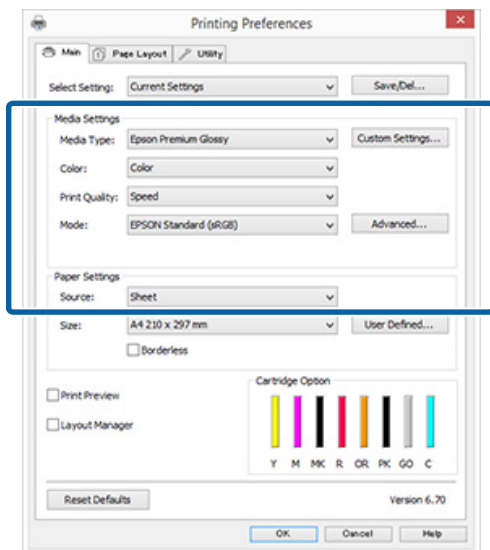 Printing Preferences
Main Page Layout Utility
Select Setting: Current Settings Save/Del...
Media Settings
Media Type: Epson Premium Glossy Custom Settings...
Color: Color
Print Quality: Speed
Mode: EPSON Standard (sRGB) Advanced...
Paper Settings
Source: Sheet
Size: A4 210 x 297 mm User Defined...
Borderless
Cartridge Option
Print Preview
Layout Manager
Y M MK R OR PK GO C
Reset Defaults Version 6.70
OK Cancel Help